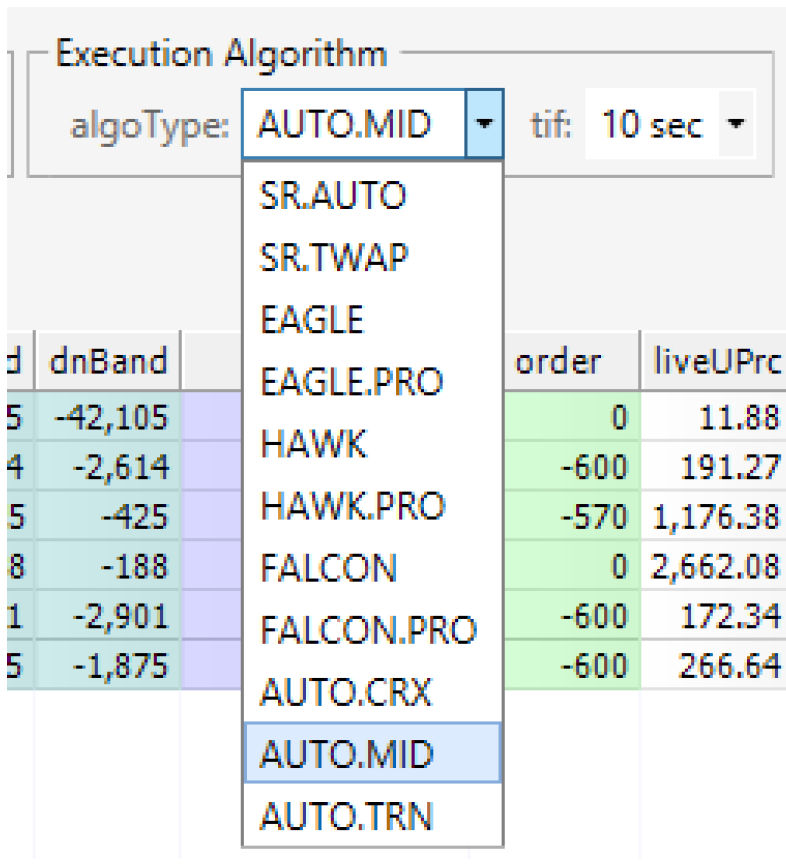 Execution Algorithm
algoType: AUTO.MID tif: 10 sec
SR.AUTO
SR.TWAP
EAGLE
EAGLE.PRO
HAWK
HAWK.PRO
FALCON
FALCON.PRO
AUTO.CRX
AUTO.MID
AUTO.TRN
d dnBand order liveUPrc
5 -42,105 0 11.88
4 -2,614 -600 191.27
5 -425 -570 1,176.38
8 -188 0 2,662.08
1 -2,901 -600 172.34
5 -1,875 -600 266.64